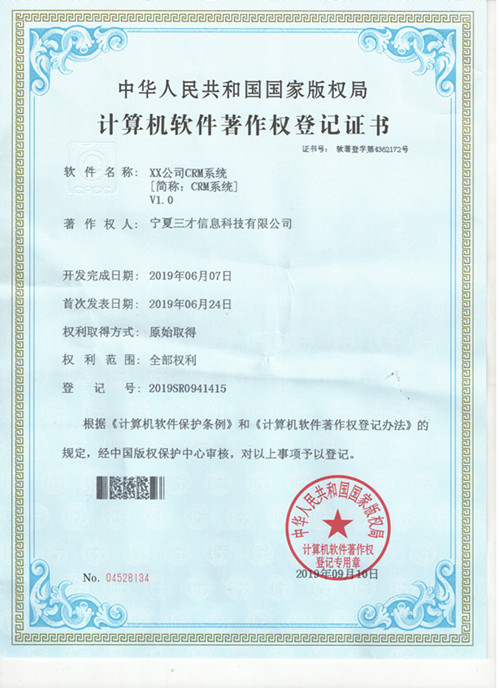 中华人民共和国国家版权局
计算机软件著作权登记证书
证书号： 软著登字第4362172号
软件名称： XX公司CRM系统
[简称：CRM系统]
V1.0
著作权人： 宁夏三才信息科技有限公司
开发完成日期： 2019年06月07日
首次发表日期： 2019年06月24日
权利取得方式： 原始取得
权利范围： 全部权利
登记号： 2019SR0941415
根据《计算机软件保护条例》和《计算机软件著作权登记办法》的
规定，经中国版权保护中心审核，对以上事项予以登记。
中华人民共和国国家版权局
计算机软件著作权
登记专用章
2019年09月10日
No. 04528134